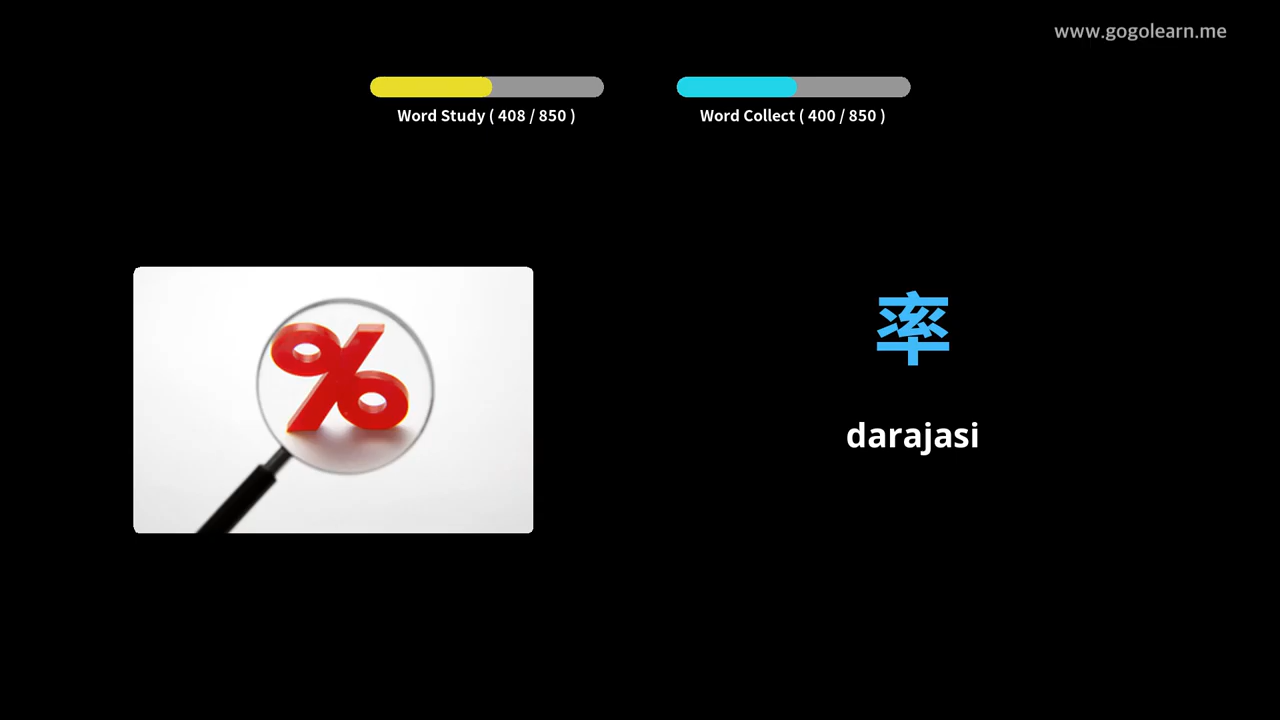 www.gogolearn.me
Word Study ( 408 / 850 )
Word Collect ( 400 / 850 )
%
率
darajasi